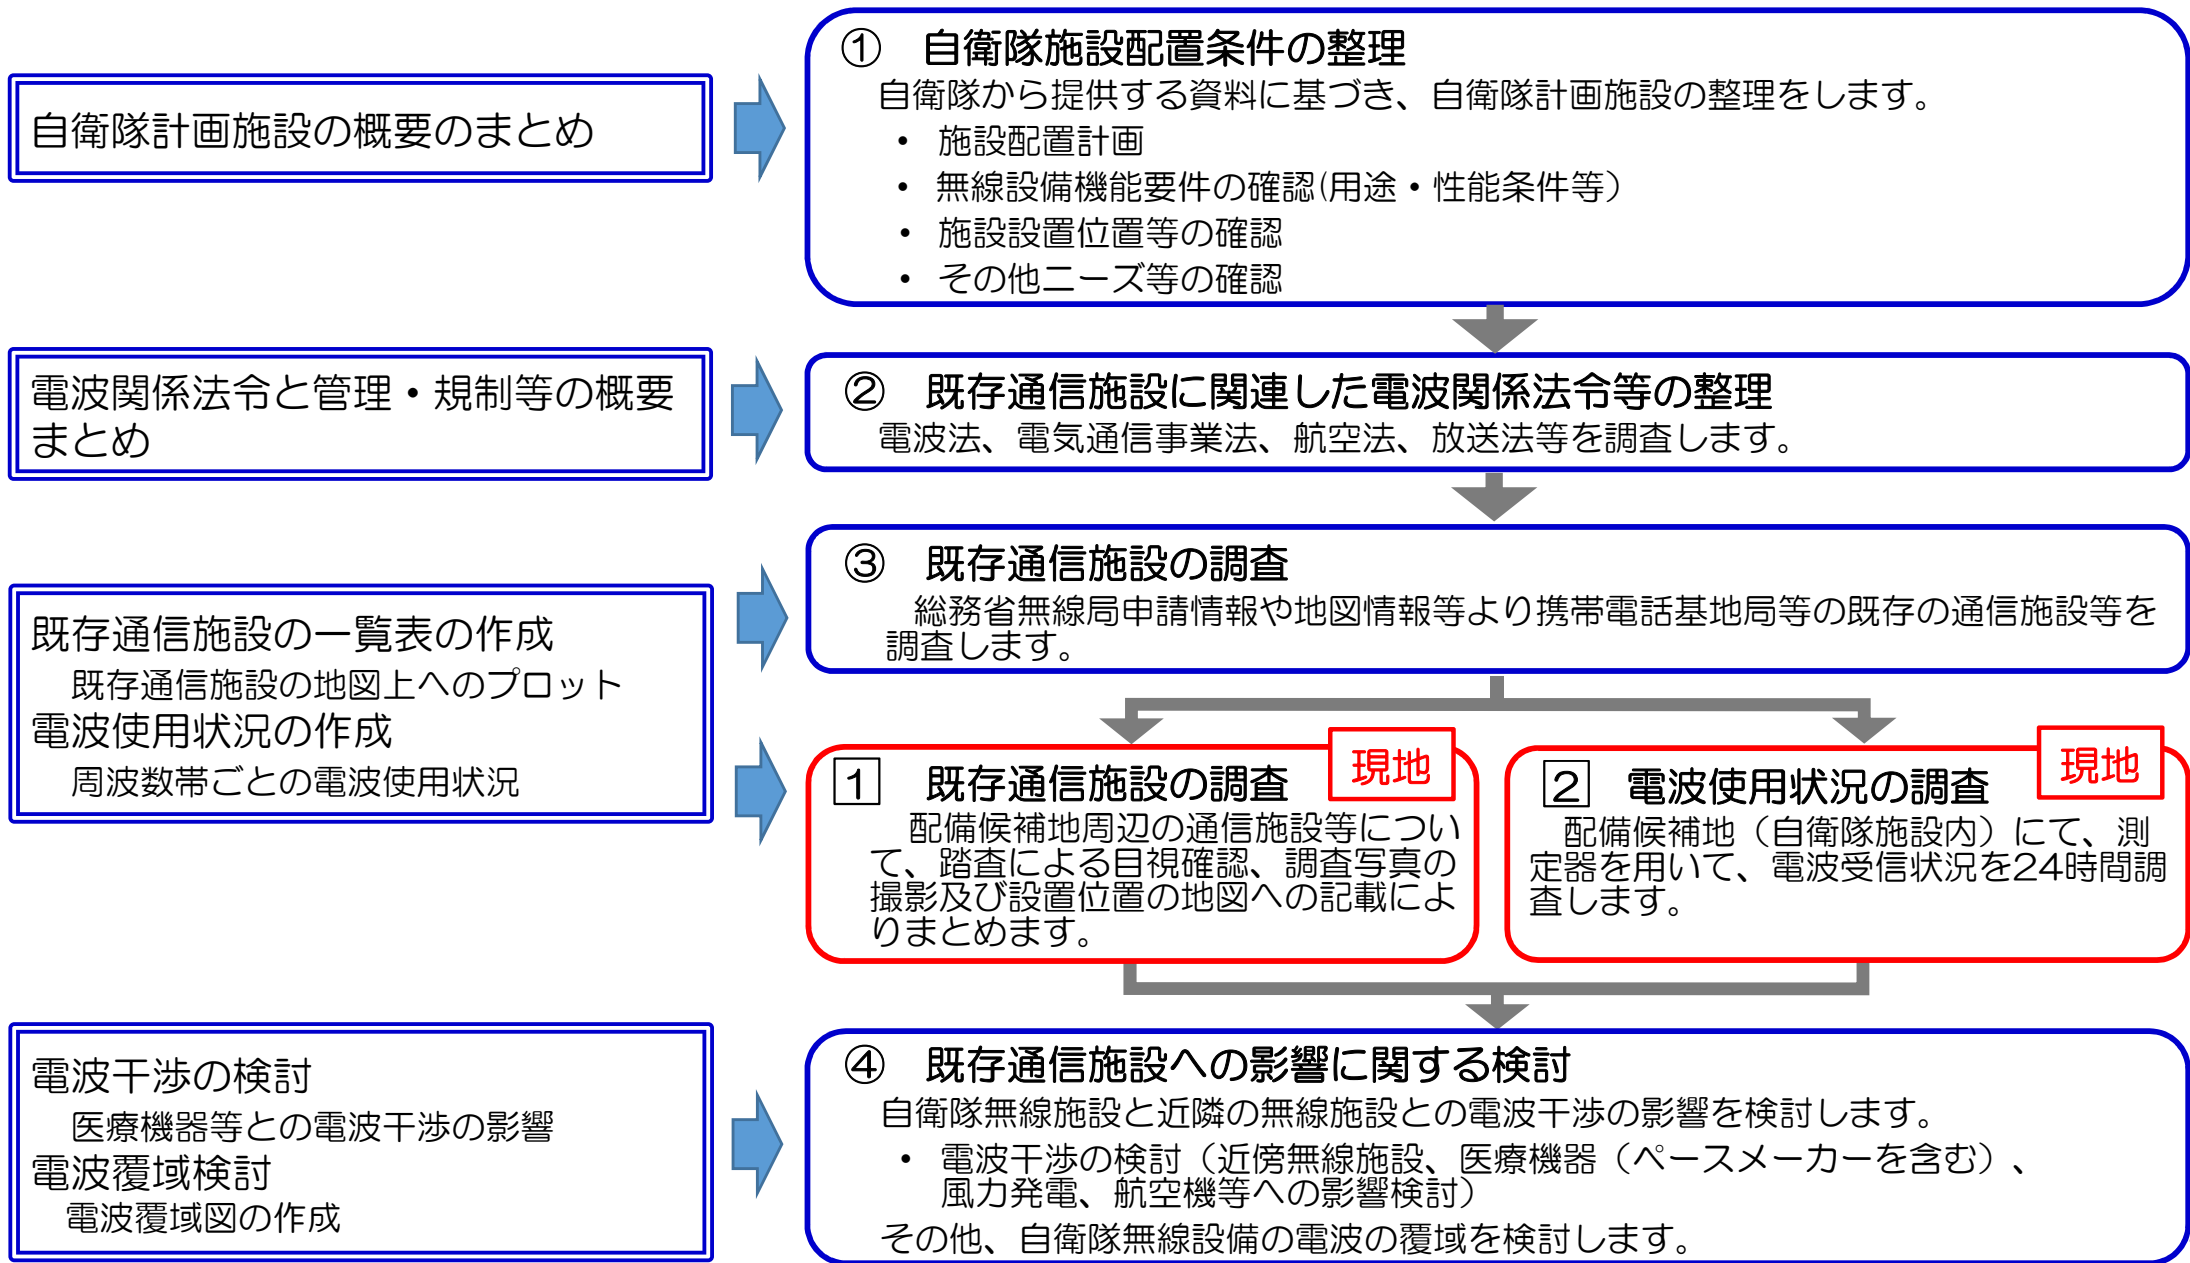 自衛隊計画施設の概要のまとめ
① 自衛隊施設配置条件の整理
自衛隊から提供する資料に基づき、自衛隊計画施設の整理をします。
・ 施設配置計画
・ 無線設備機能要件の確認(用途・性能条件等)
・ 施設設置位置等の確認
・ その他ニーズ等の確認
電波関係法令と管理・規制等の概要
まとめ
② 既存通信施設に関連した電波関係法令等の整理
電波法、電気通信事業法、航空法、放送法等を調査します。
既存通信施設の一覧表の作成
既存通信施設の地図上へのプロット
電波使用状況の作成
周波数帯ごとの電波使用状況
③ 既存通信施設の調査
総務省無線局申請情報や地図情報等より携帯電話基地局等の既存の通信施設等を
調査します。
1 既存通信施設の調査
現地
配備候補地周辺の通信施設等につい
て、踏査による目視確認、調査写真の
撮影及び設置位置の地図への記載によ
りまとめます。
2 電波使用状況の調査
現地
配備候補地（自衛隊施設内）にて、測
定器を用いて、電波受信状況を24時間調
査します。
電波干渉の検討
医療機器等との電波干渉の影響
電波覆域検討
電波覆域図の作成
④ 既存通信施設への影響に関する検討
自衛隊無線施設と近隣の無線施設との電波干渉の影響を検討します。
・ 電波干渉の検討（近傍無線施設、医療機器（ペースメーカーを含む）、
風力発電、航空機等への影響検討）
その他、自衛隊無線設備の電波の覆域を検討します。